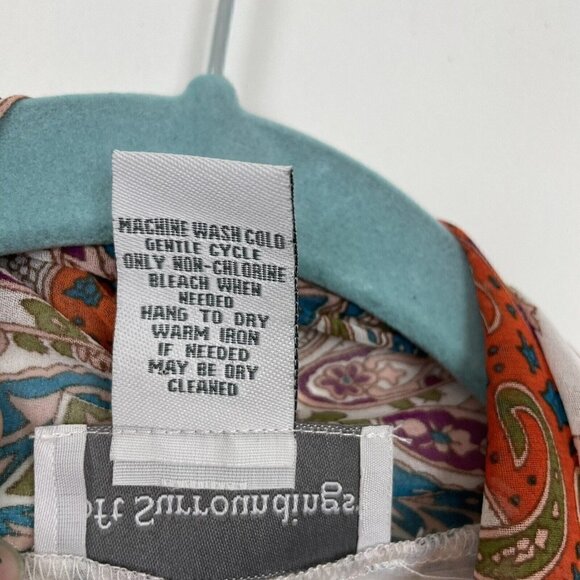 MACHINE WASH COLD
GENTLE CYCLE
ONLY NON-CHLORINE
BLEACH WHEN
NEEDED
HANG TO DRY
WARM IRON
IF NEEDED
MAY BE DRY
CLEANED
oft Surroundings